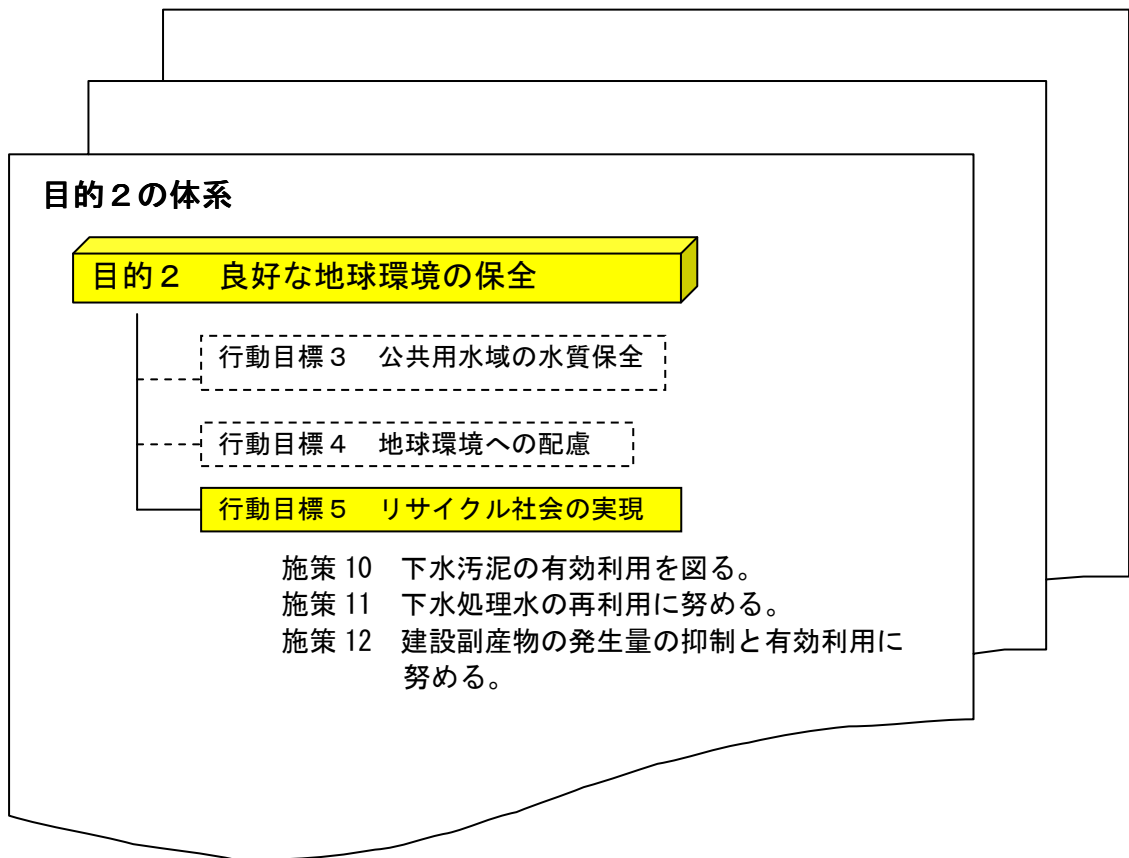 目的２の体系
目的２　良好な地球環境の保全
行動目標３　公共用水域の水質保全
行動目標４　地球環境への配慮
行動目標５　リサイクル社会の実現
施策 10　下水汚泥の有効利用を図る。
施策 11　下水処理水の再利用に努める。
施策 12　建設副産物の発生量の抑制と有効利用に
努める。